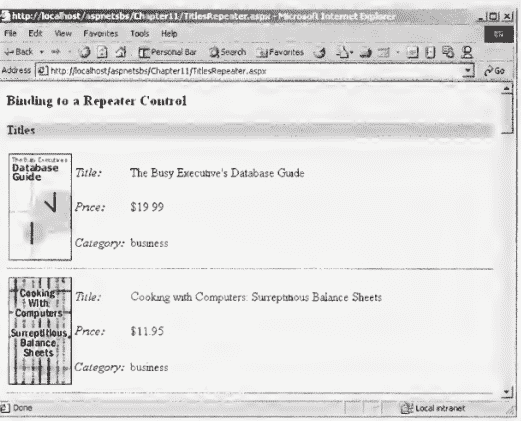 http://localhost/aspnetsbs/Chapter11/TitlesRepeater.aspx - Microsoft Internet Explorer
File Edit View Favorites Tools Help
Back Personal Bar Search Favorites
Address http://localhost/aspnetsbs/Chapter11/TitlesRepeater.aspx Go
Binding to a Repeater Control
Titles
The Busy Executive's
Database
Guide
Title: The Busy Executive's Database Guide
Price: $19.99
Category: business
Cooking
With
Computers:
Surreptitious
Balance
Sheets
Title: Cooking with Computers: Surreptitious Balance Sheets
Price: $11.95
Category: business
Done Local intranet